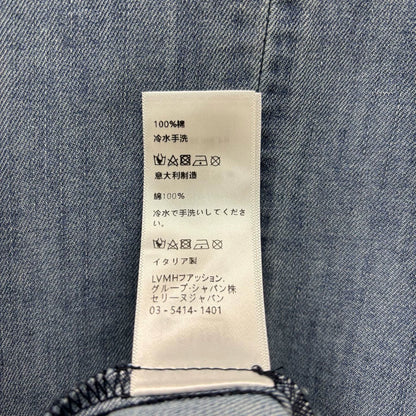 100%綿
冷水手洗
意大利制造
綿100%
冷水で手洗いしてくださ
い.
イタリア製
LVMHファッション.
グループ・ジャパン株
セリーヌジャパン
03 - 5414 - 1401